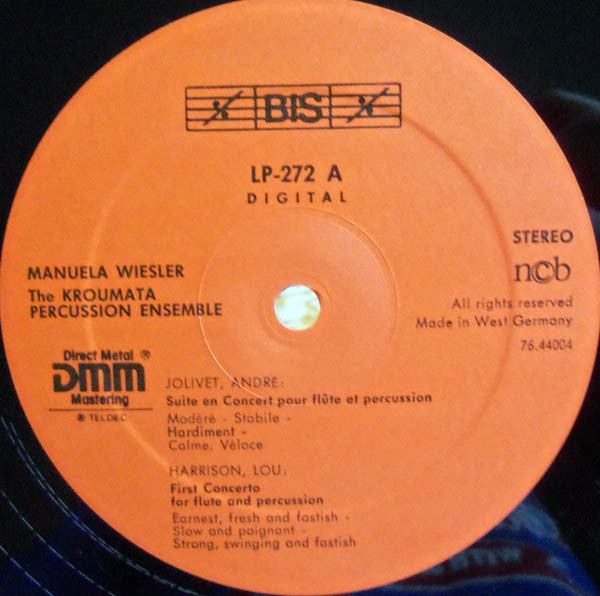 BIS
LP-272 A
DIGITAL
STEREO
ncb
All rights reserved
Made in West Germany
76.44004
MANUELA WIESLER
The KROUMATA
PERCUSSION ENSEMBLE
Direct Metal ®
DMM
Mastering
® TELDEC
JOLIVET, ANDRÉ:
Suite en Concert pour flûte et percussion
Modéré - Stabile -
Hardiment -
Calme. Véloce
HARRISON, LOU:
First Concerto
for flute and percussion
Earnest, fresh and fastish -
Slow and poignant -
Strong, swinging and fastish